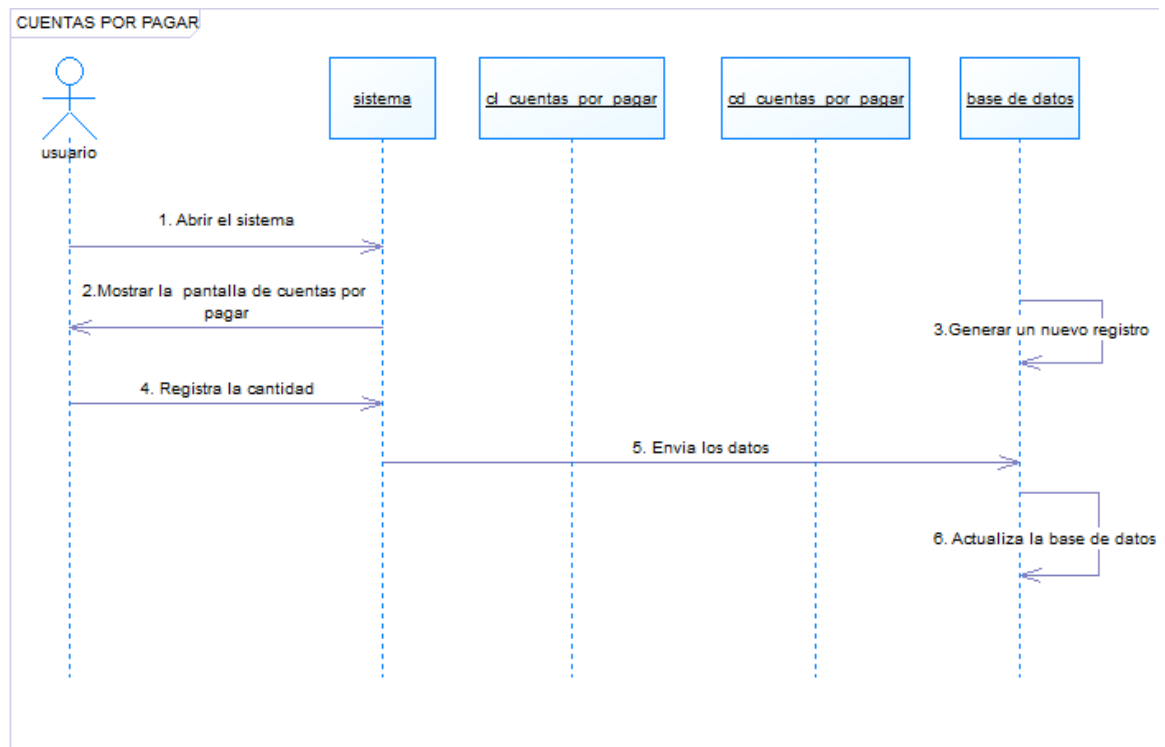 CUENTAS POR PAGAR
usuario
sistema
cl_cuentas_por_pagar
cd_cuentas_por_pagar
base de datos
1. Abrir el sistema
2.Mostrar la pantalla de cuentas por
pagar
3.Generar un nuevo registro
4. Registra la cantidad
5. Envia los datos
6. Actualiza la base de datos